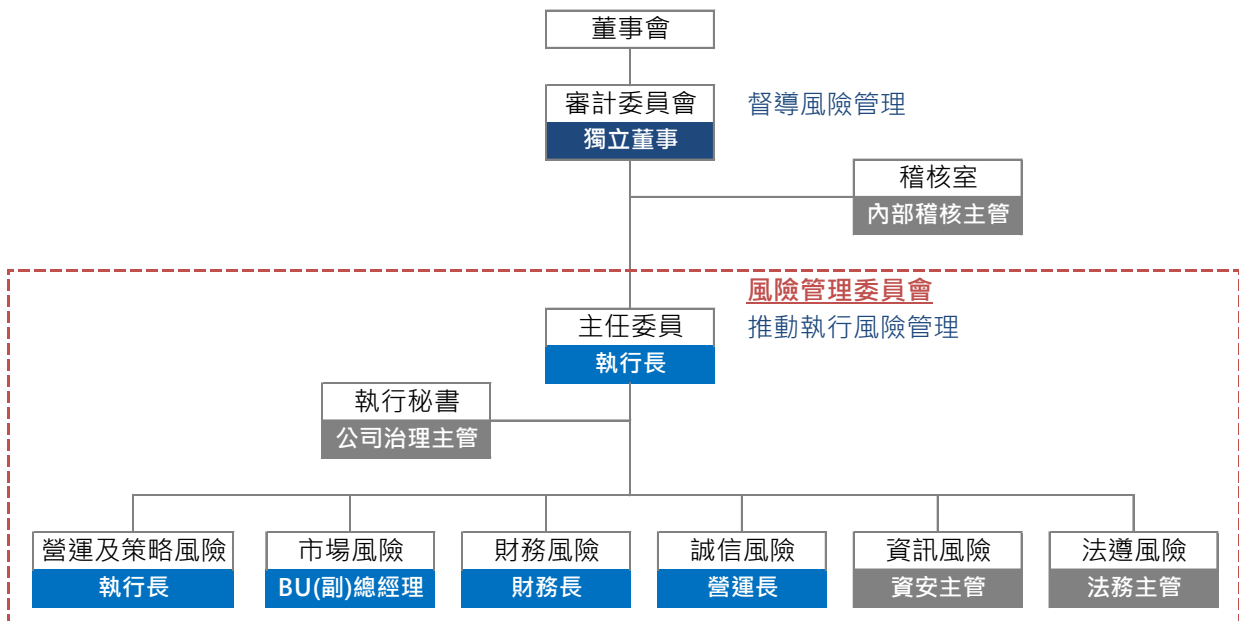 董事會
審計委員會
獨立董事
督導風險管理
稽核室
內部稽核主管
風險管理委員會
推動執行風險管理
主任委員
執行長
執行秘書
公司治理主管
營運及策略風險
執行長
市場風險
BU(副)總經理
財務風險
財務長
誠信風險
營運長
資訊風險
資安主管
法遵風險
法務主管